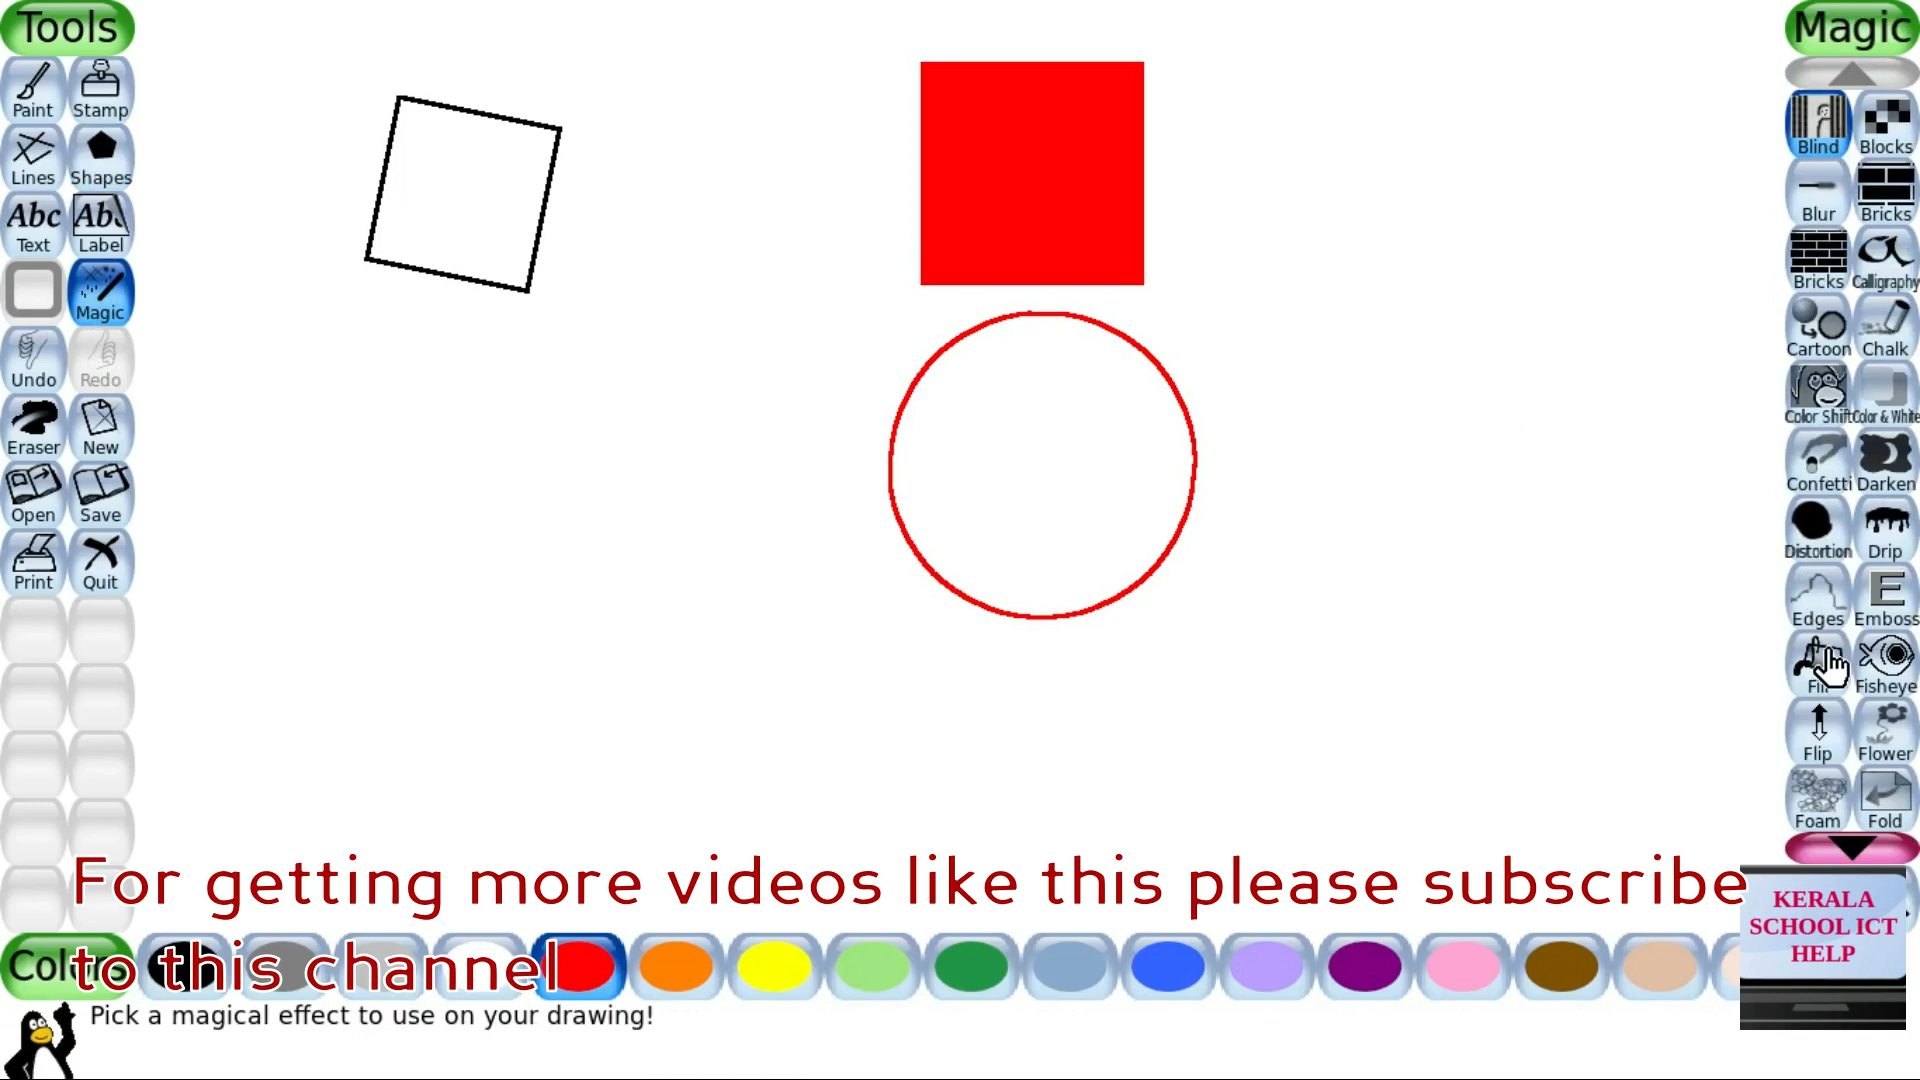 Tools
Magic
Paint Stamp
Lines Shapes
Abc Abc
Text Label
Magic
Undo Redo
Eraser New
Open Save
Print Quit
Blind Blocks
Blur Bricks
Bricks Calligraphy
Cartoon Chalk
Color Shift Color & White
Confetti Darken
Distortion Drip
Edges Emboss
Fill Fisheye
Flip Flower
Foam Fold
For getting more videos like this please subscribe
to this channel
Colors
KERALA
SCHOOL ICT
HELP
Pick a magical effect to use on your drawing!